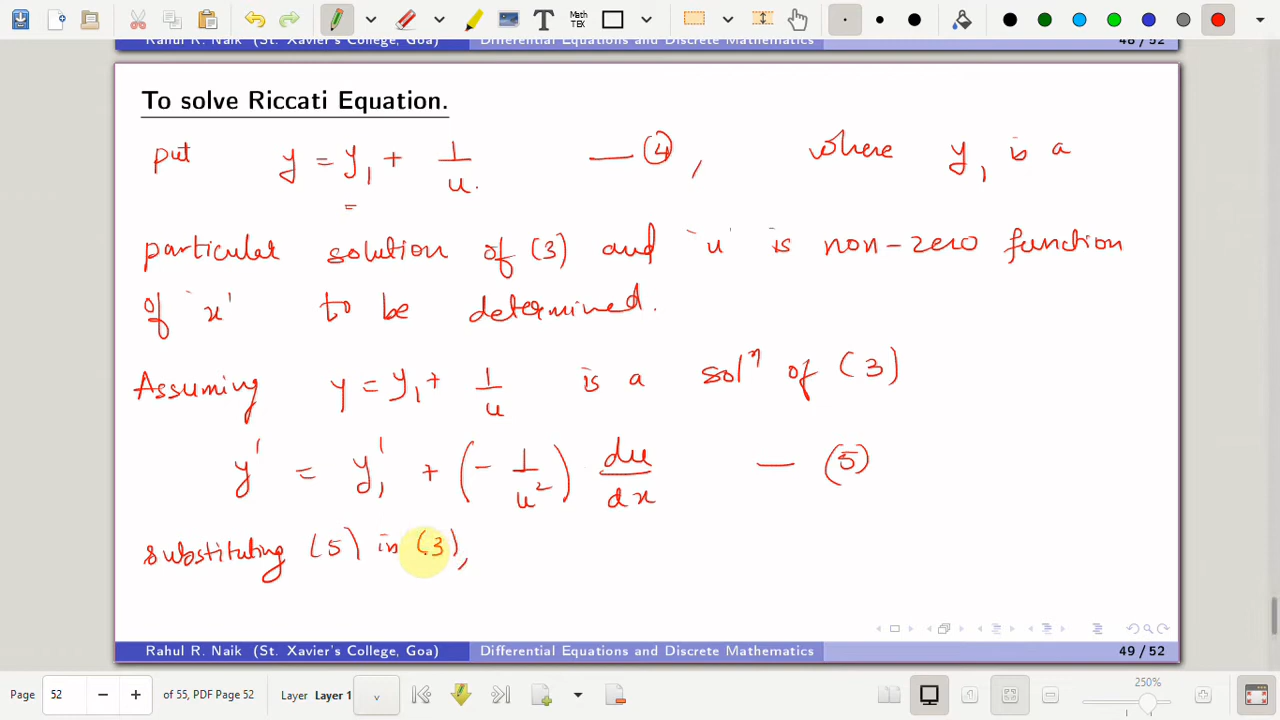 Math
Tex
Rahul R. Naik (St. Xavier's College, Goa) Differential Equations and Discrete Mathematics 48 / 52
To solve Riccati Equation.
put y = y₁ + 1/u. — ④, where y₁ is a
particular solution of (3) and `u' is non-zero function
of `x' to be determined.
Assuming y = y₁ + 1/u is a solⁿ of (3)
y' = y₁' + (- 1/u²) du/dx — (5)
substituting (5) in (3),
Rahul R. Naik (St. Xavier's College, Goa) Differential Equations and Discrete Mathematics 49 / 52
Page 52 of 55, PDF Page 52 Layer Layer 1 250%